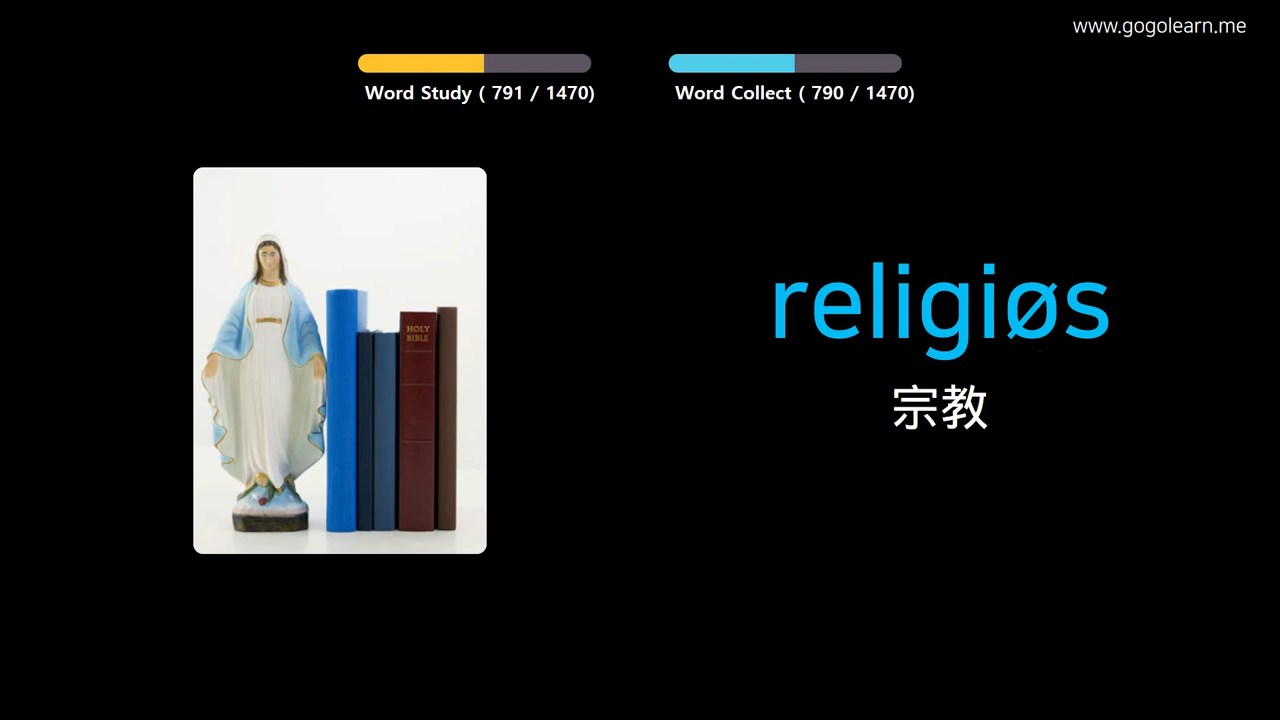 www.gogolearn.me
Word Study ( 791 / 1470)
Word Collect ( 790 / 1470)
HOLY
BIBLE
religiøs
宗教